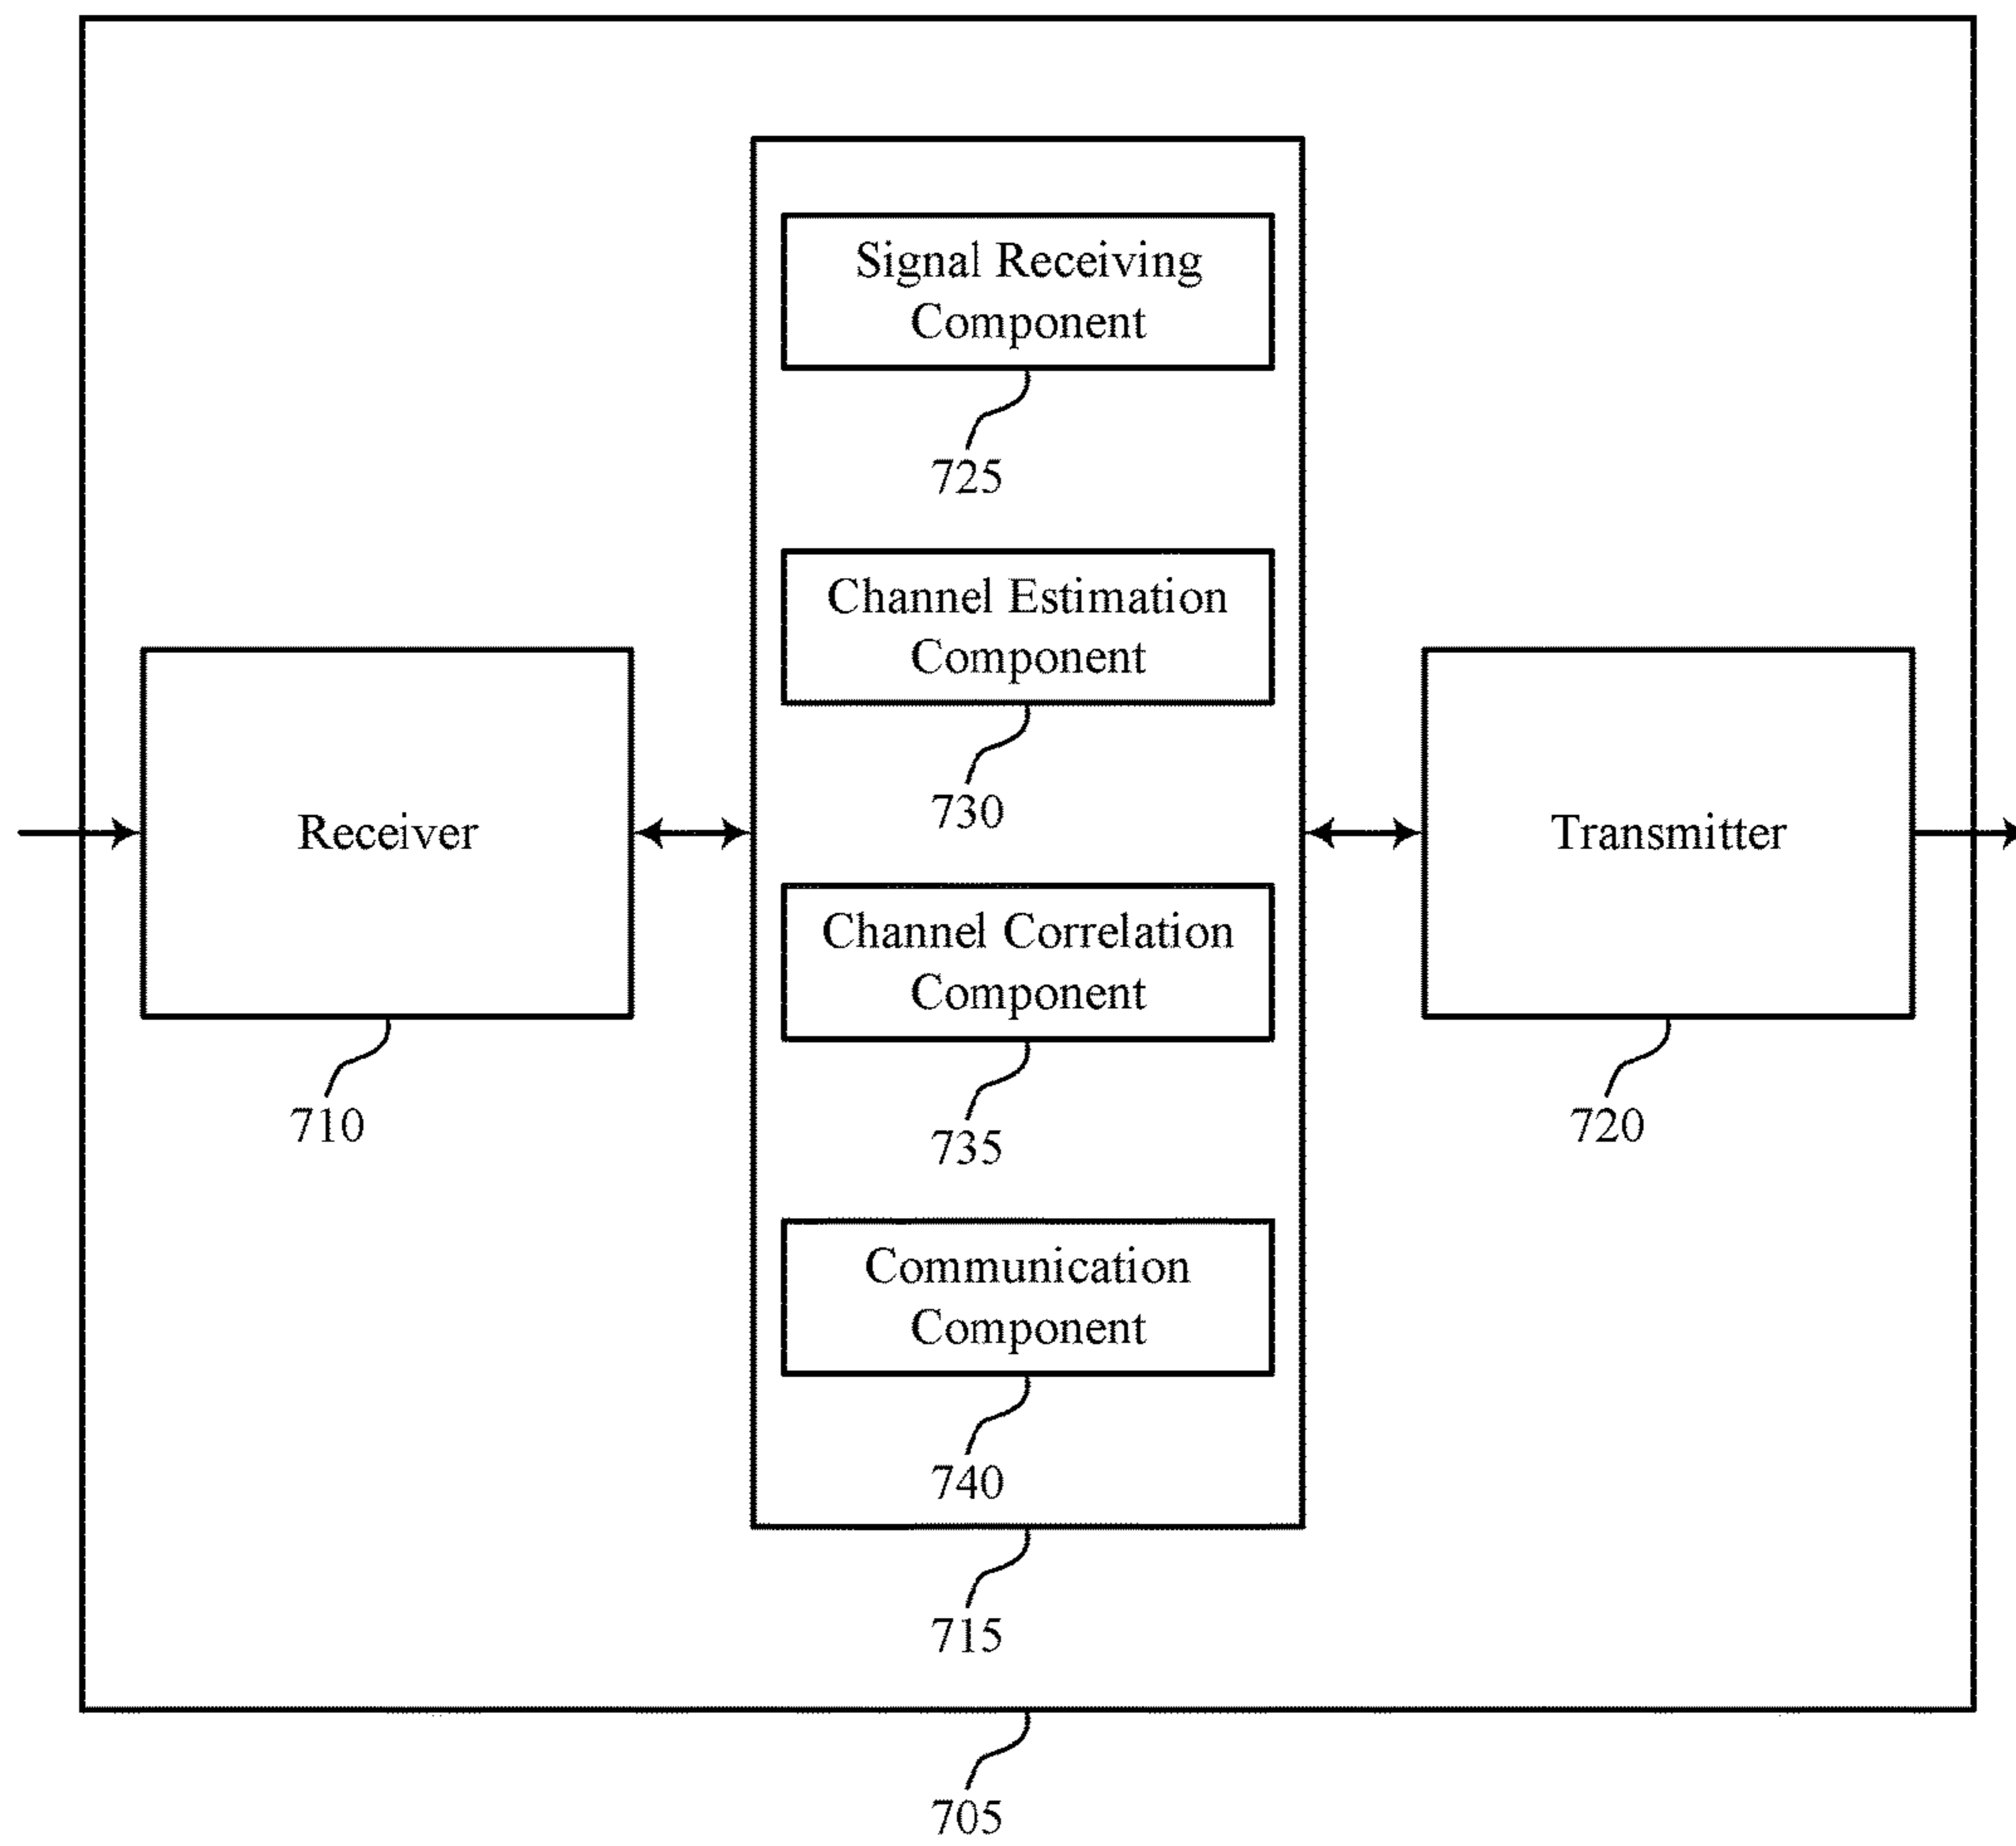 Signal Receiving
Component
725
Channel Estimation
Component
730
Receiver
710
Channel Correlation
Component
735
Transmitter
720
Communication
Component
740
715
705